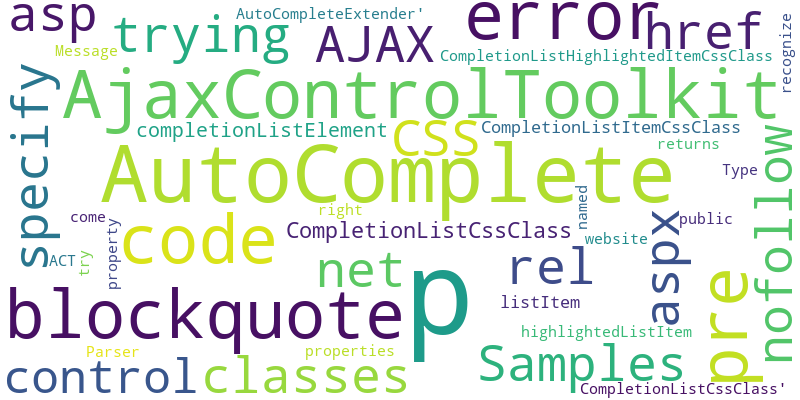 asp
AutoCompleteExtender'
error
trying
Message
AJAX
href
recognize
CompletionListHighlightedItemCssClass
AjaxControlToolkit
specify
completionListElement
CSS
CompletionListItemCssClass
returns
AutoComplete
Type
nofollow
named
come
right
public
code
CompletionListCssClass
property
website
aspx
try
ACT
net
rel
p
pre
blockquote
listItem
highlightedListItem
Parser
properties
Samples
control
classes
CompletionListCssClass'